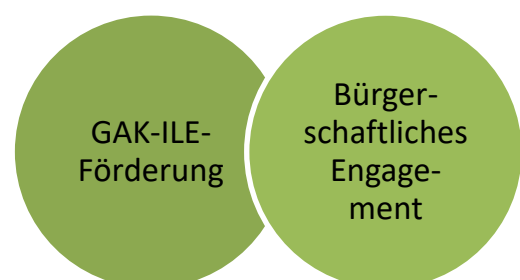 GAK-ILE-
Förderung
Bürger-
schaftliches
Engage-
ment